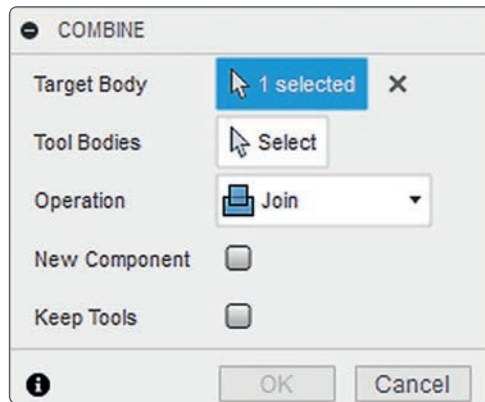 COMBINE
Target Body 1 selected
Tool Bodies Select
Operation Join
New Component
Keep Tools
OK Cancel